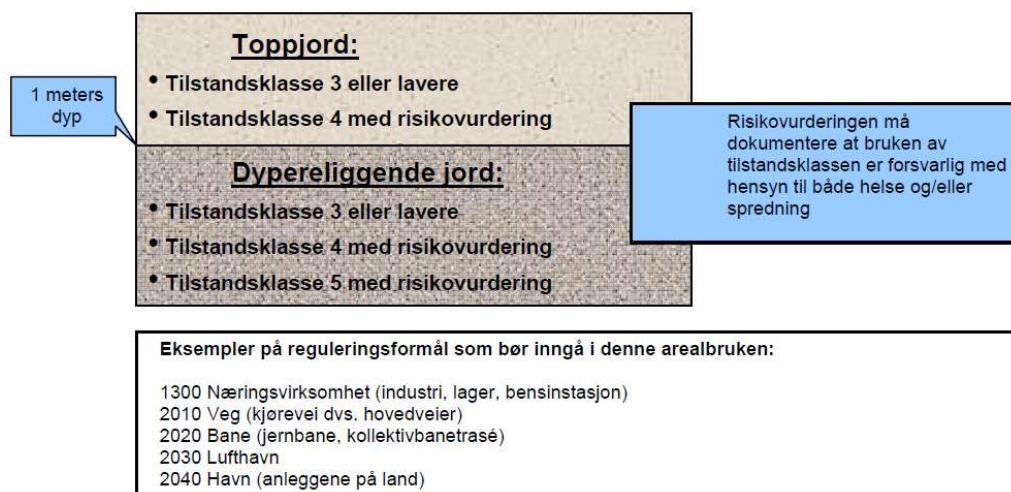 Toppjord:
• Tilstandsklasse 3 eller lavere
• Tilstandsklasse 4 med risikovurdering
1 meters
dyp
Dypereliggende jord:
• Tilstandsklasse 3 eller lavere
• Tilstandsklasse 4 med risikovurdering
• Tilstandsklasse 5 med risikovurdering
Risikovurderingen må
dokumentere at bruken av
tilstandsklassen er forsvarlig med
hensyn til både helse og/eller
spredning
Eksempler på reguleringsformål som bør inngå i denne arealbruken:
1300 Næringsvirksomhet (industri, lager, bensinstasjon)
2010 Veg (kjørevei dvs. hovedveier)
2020 Bane (jernbane, kollektivbanetrasé)
2030 Lufthavn
2040 Havn (anleggene på land)